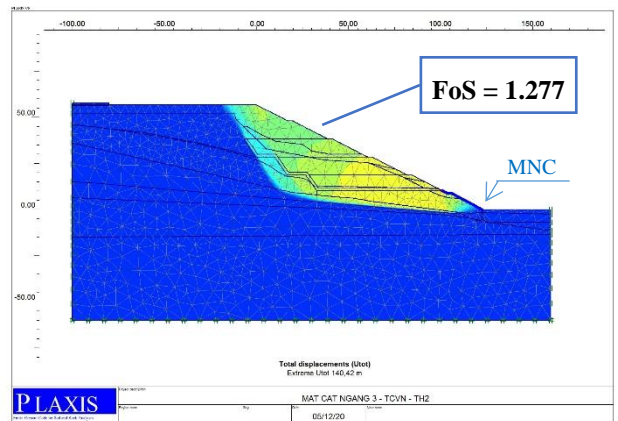 -100.00 -50.00 0.00 50.00 100.00 150.00
50.00
FoS = 1.277
MNC
0.00
-50.00
Total displacements (Utot)
Extreme Utot 140,42 m
PLAXIS
MAT CAT NGANG 3 - TCVN - TH2
05/12/20